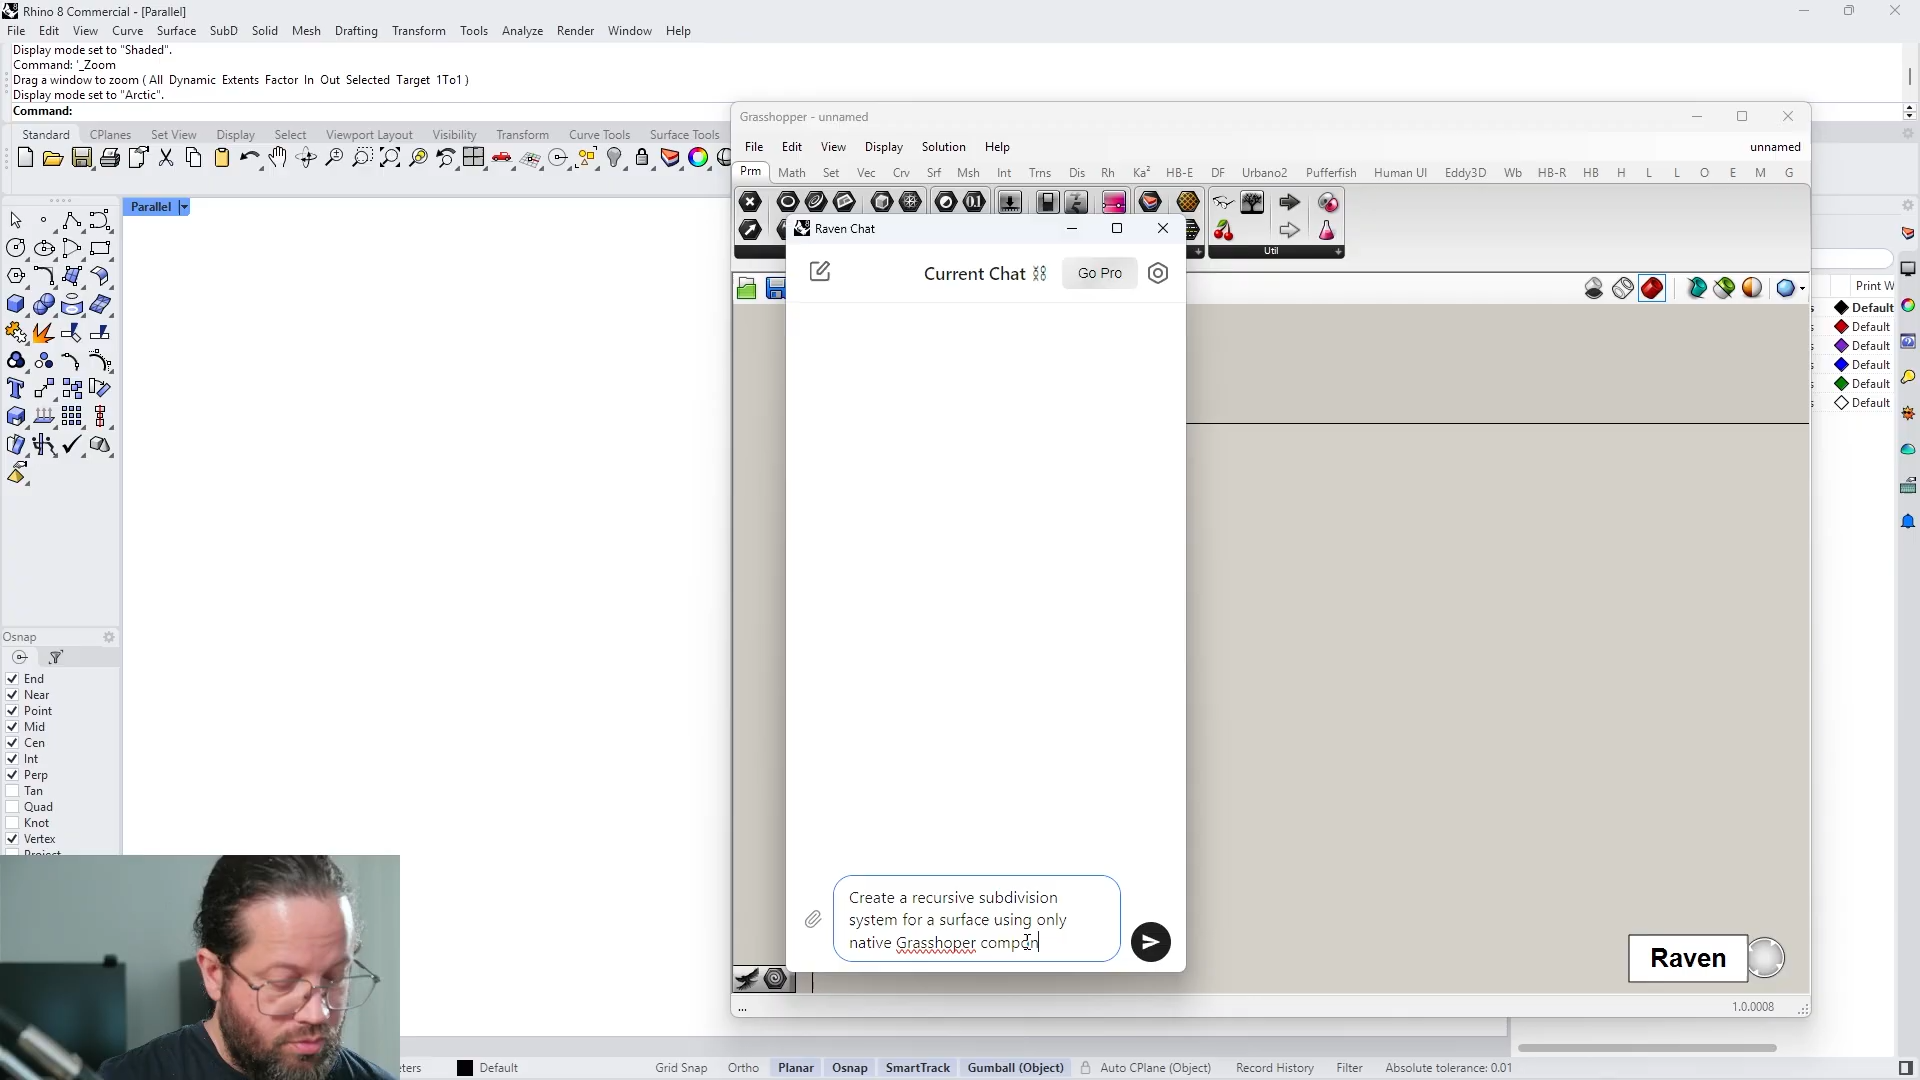 Rhino 8 Commercial - [Parallel]
File Edit View Curve Surface SubD Solid Mesh Drafting Transform Tools Analyze Render Window Help
Display mode set to "Shaded".
Command: '_Zoom
Drag a window to zoom ( All Dynamic Extents Factor In Out Selected Target 1To1 )
Display mode set to "Arctic".
Command:
Standard CPlanes Set View Display Select Viewport Layout Visibility Transform Curve Tools Surface Tools
Parallel
Grasshopper - unnamed
File Edit View Display Solution Help
unnamed
Prm Math Set Vec Crv Srf Msh Int Trns Dis Rh Ka² HB-E DF Urbano2 Pufferfish Human UI Eddy3D Wb HB-R HB H L L O E M G
Util
Raven Chat
Current Chat
Go Pro
Print W
Default
Default
Default
Default
Default
Default
Create a recursive subdivision
system for a surface using only
native Grasshoper compon
Raven
...
1.0.0008
Osnap
End
Near
Point
Mid
Cen
Int
Perp
Tan
Quad
Knot
Vertex
Project
eters
Default
Grid Snap Ortho Planar Osnap SmartTrack Gumball (Object) Auto CPlane (Object) Record History Filter Absolute tolerance: 0.01